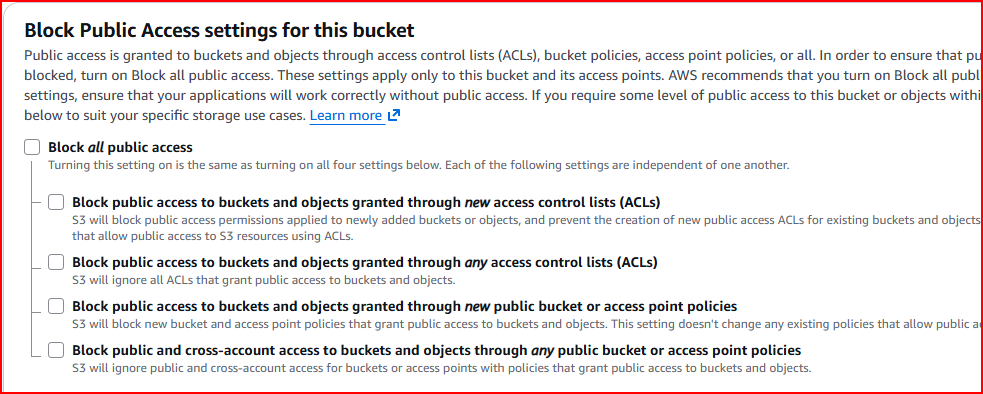 Block Public Access settings for this bucket
Public access is granted to buckets and objects through access control lists (ACLs), bucket policies, access point policies, or all. In order to ensure that pu
blocked, turn on Block all public access. These settings apply only to this bucket and its access points. AWS recommends that you turn on Block all publ
settings, ensure that your applications will work correctly without public access. If you require some level of public access to this bucket or objects withi
below to suit your specific storage use cases. Learn more
Block all public access
Turning this setting on is the same as turning on all four settings below. Each of the following settings are independent of one another.
Block public access to buckets and objects granted through new access control lists (ACLs)
S3 will block public access permissions applied to newly added buckets or objects, and prevent the creation of new public access ACLs for existing buckets and objects
that allow public access to S3 resources using ACLs.
Block public access to buckets and objects granted through any access control lists (ACLs)
S3 will ignore all ACLs that grant public access to buckets and objects.
Block public access to buckets and objects granted through new public bucket or access point policies
S3 will block new bucket and access point policies that grant public access to buckets and objects. This setting doesn't change any existing policies that allow public a
Block public and cross-account access to buckets and objects through any public bucket or access point policies
S3 will ignore public and cross-account access for buckets or access points with policies that grant public access to buckets and objects.